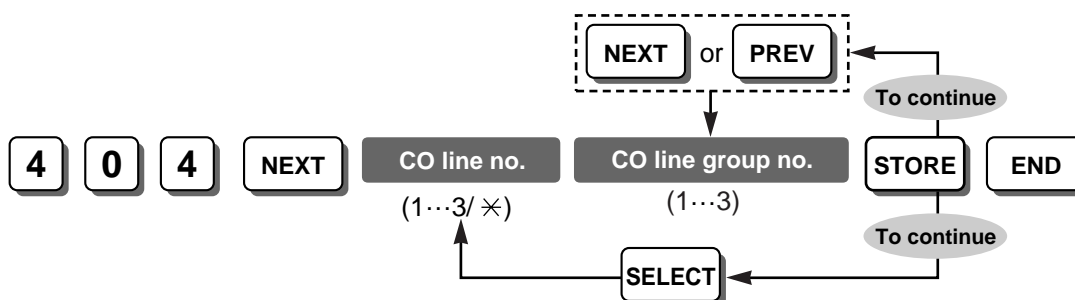 NEXT or PREV
To continue
4 0 4 NEXT CO line no. CO line group no. STORE END
(1···3/ ✳) (1···3)
To continue
SELECT